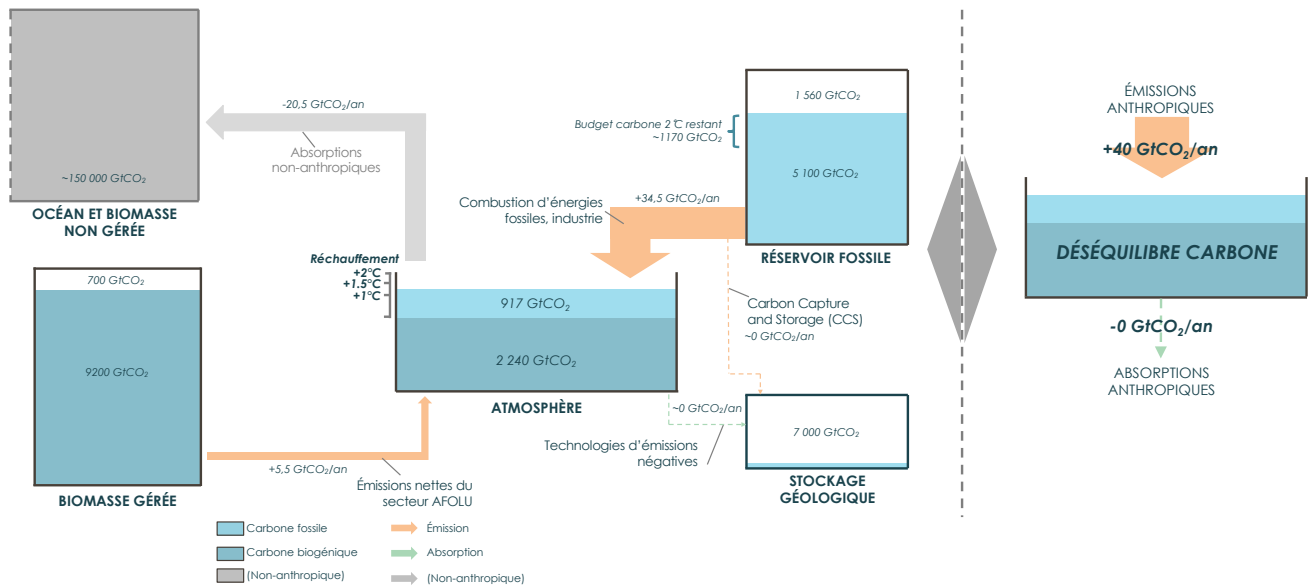 -20,5 GtCO₂/an
Absorptions
non-anthropiques
~150 000 GtCO₂
OCÉAN ET BIOMASSE
NON GÉRÉE
700 GtCO₂
9200 GtCO₂
BIOMASSE GÉRÉE
+5,5 GtCO₂/an
Émissions nettes du
secteur AFOLU
Réchauffement
+2°C
+1.5°C
+1°C
917 GtCO₂
2 240 GtCO₂
ATMOSPHÈRE
Combustion d'énergies
fossiles, industrie
+34,5 GtCO₂/an
Budget carbone 2°C restant
~1170 GtCO₂
1 560 GtCO₂
5 100 GtCO₂
RÉSERVOIR FOSSILE
Carbon Capture
and Storage (CCS)
~0 GtCO₂/an
~0 GtCO₂/an
Technologies d'émissions
négatives
7 000 GtCO₂
STOCKAGE
GÉOLOGIQUE
ÉMISSIONS
ANTHROPIQUES
+40 GtCO₂/an
DÉSÉQUILIBRE CARBONE
-0 GtCO₂/an
ABSORPTIONS
ANTHROPIQUES
Carbone fossile
Carbone biogénique
(Non-anthropique)
Émission
Absorption
(Non-anthropique)